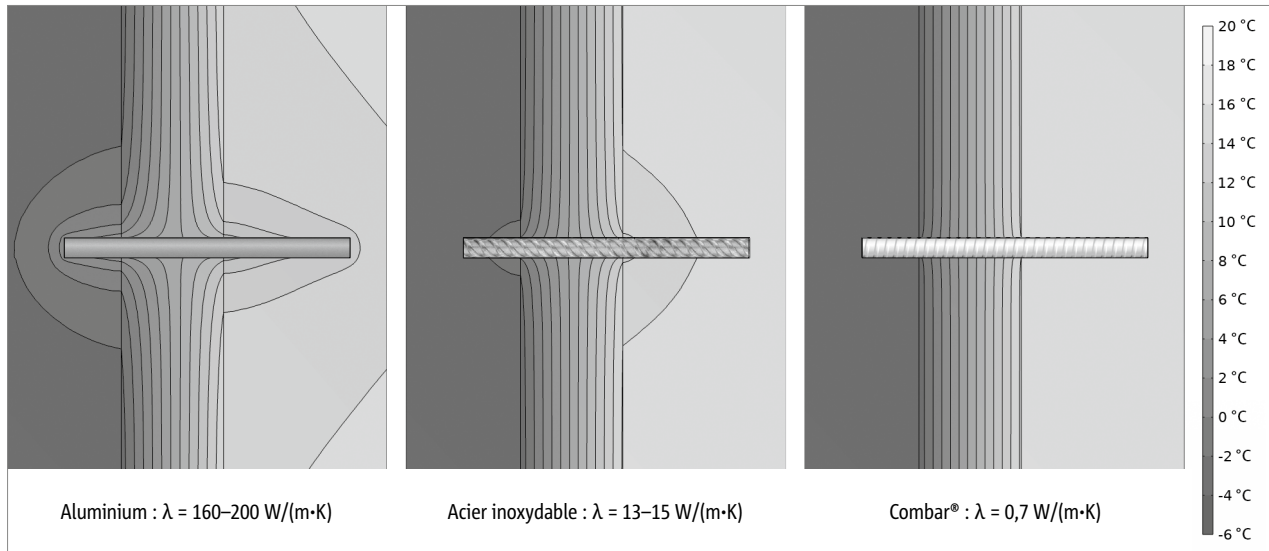 20 °C
18 °C
16 °C
14 °C
12 °C
10 °C
8 °C
6 °C
4 °C
2 °C
0 °C
-2 °C
-4 °C
-6 °C
Aluminium : λ = 160–200 W/(m•K)
Acier inoxydable : λ = 13–15 W/(m•K)
Combar® : λ = 0,7 W/(m•K)